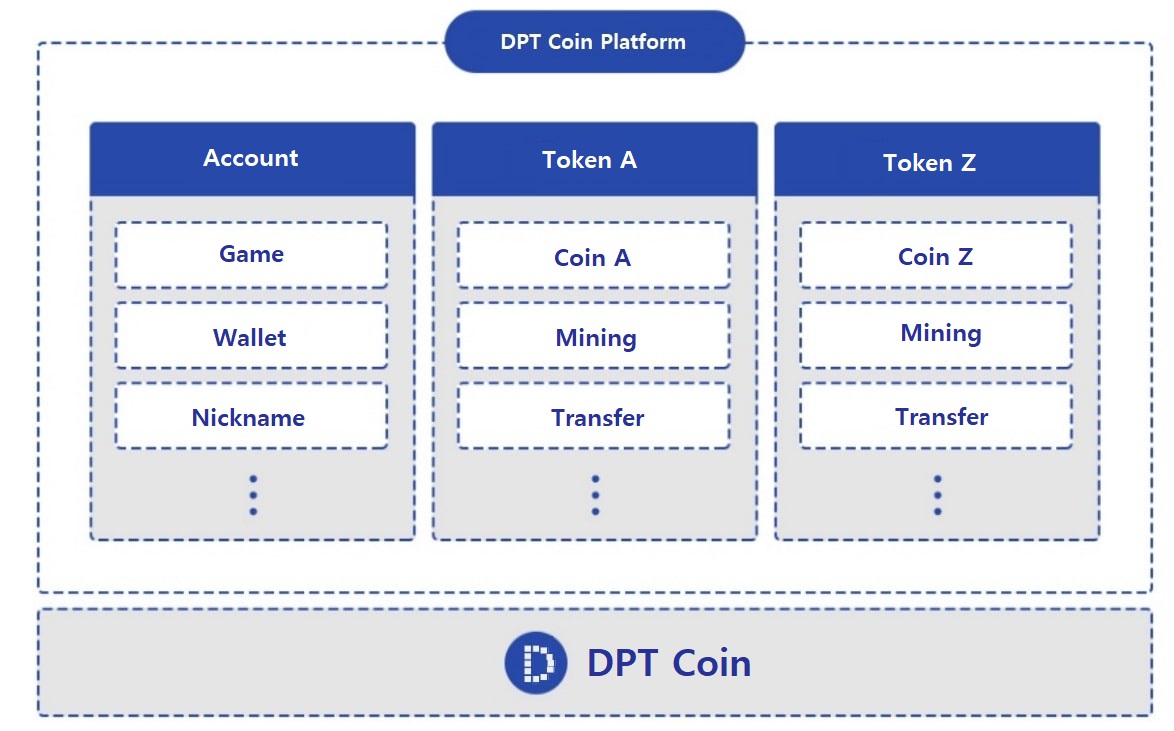 DPT Coin Platform
Account
Game
Wallet
Nickname
Token A
Coin A
Mining
Transfer
Token Z
Coin Z
Mining
Transfer
DPT Coin